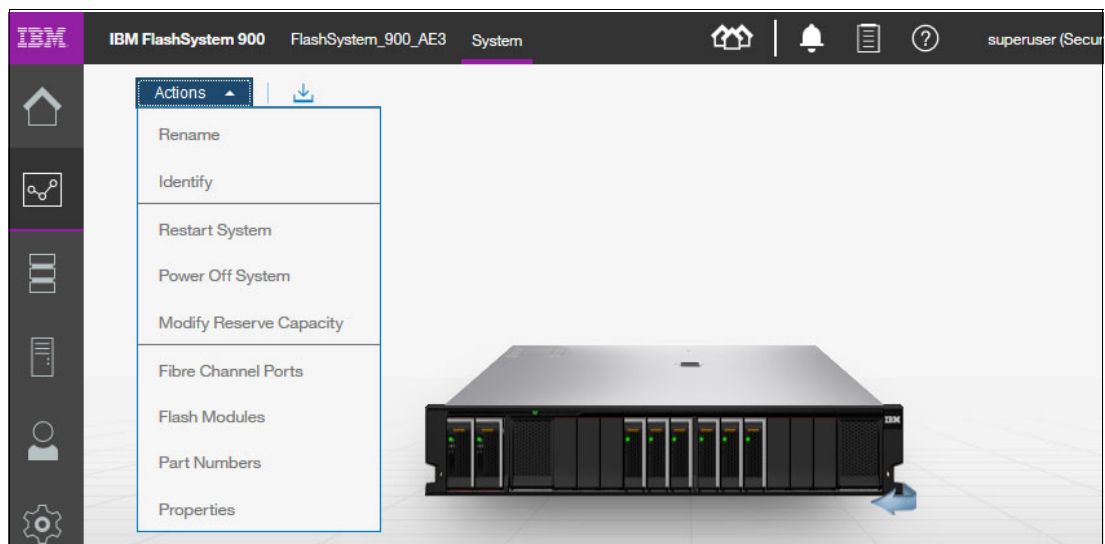 IBM
IBM FlashSystem 900 FlashSystem_900_AE3 System superuser (Secur
Actions
Rename
Identify
Restart System
Power Off System
Modify Reserve Capacity
Fibre Channel Ports
Flash Modules
Part Numbers
Properties
IBM